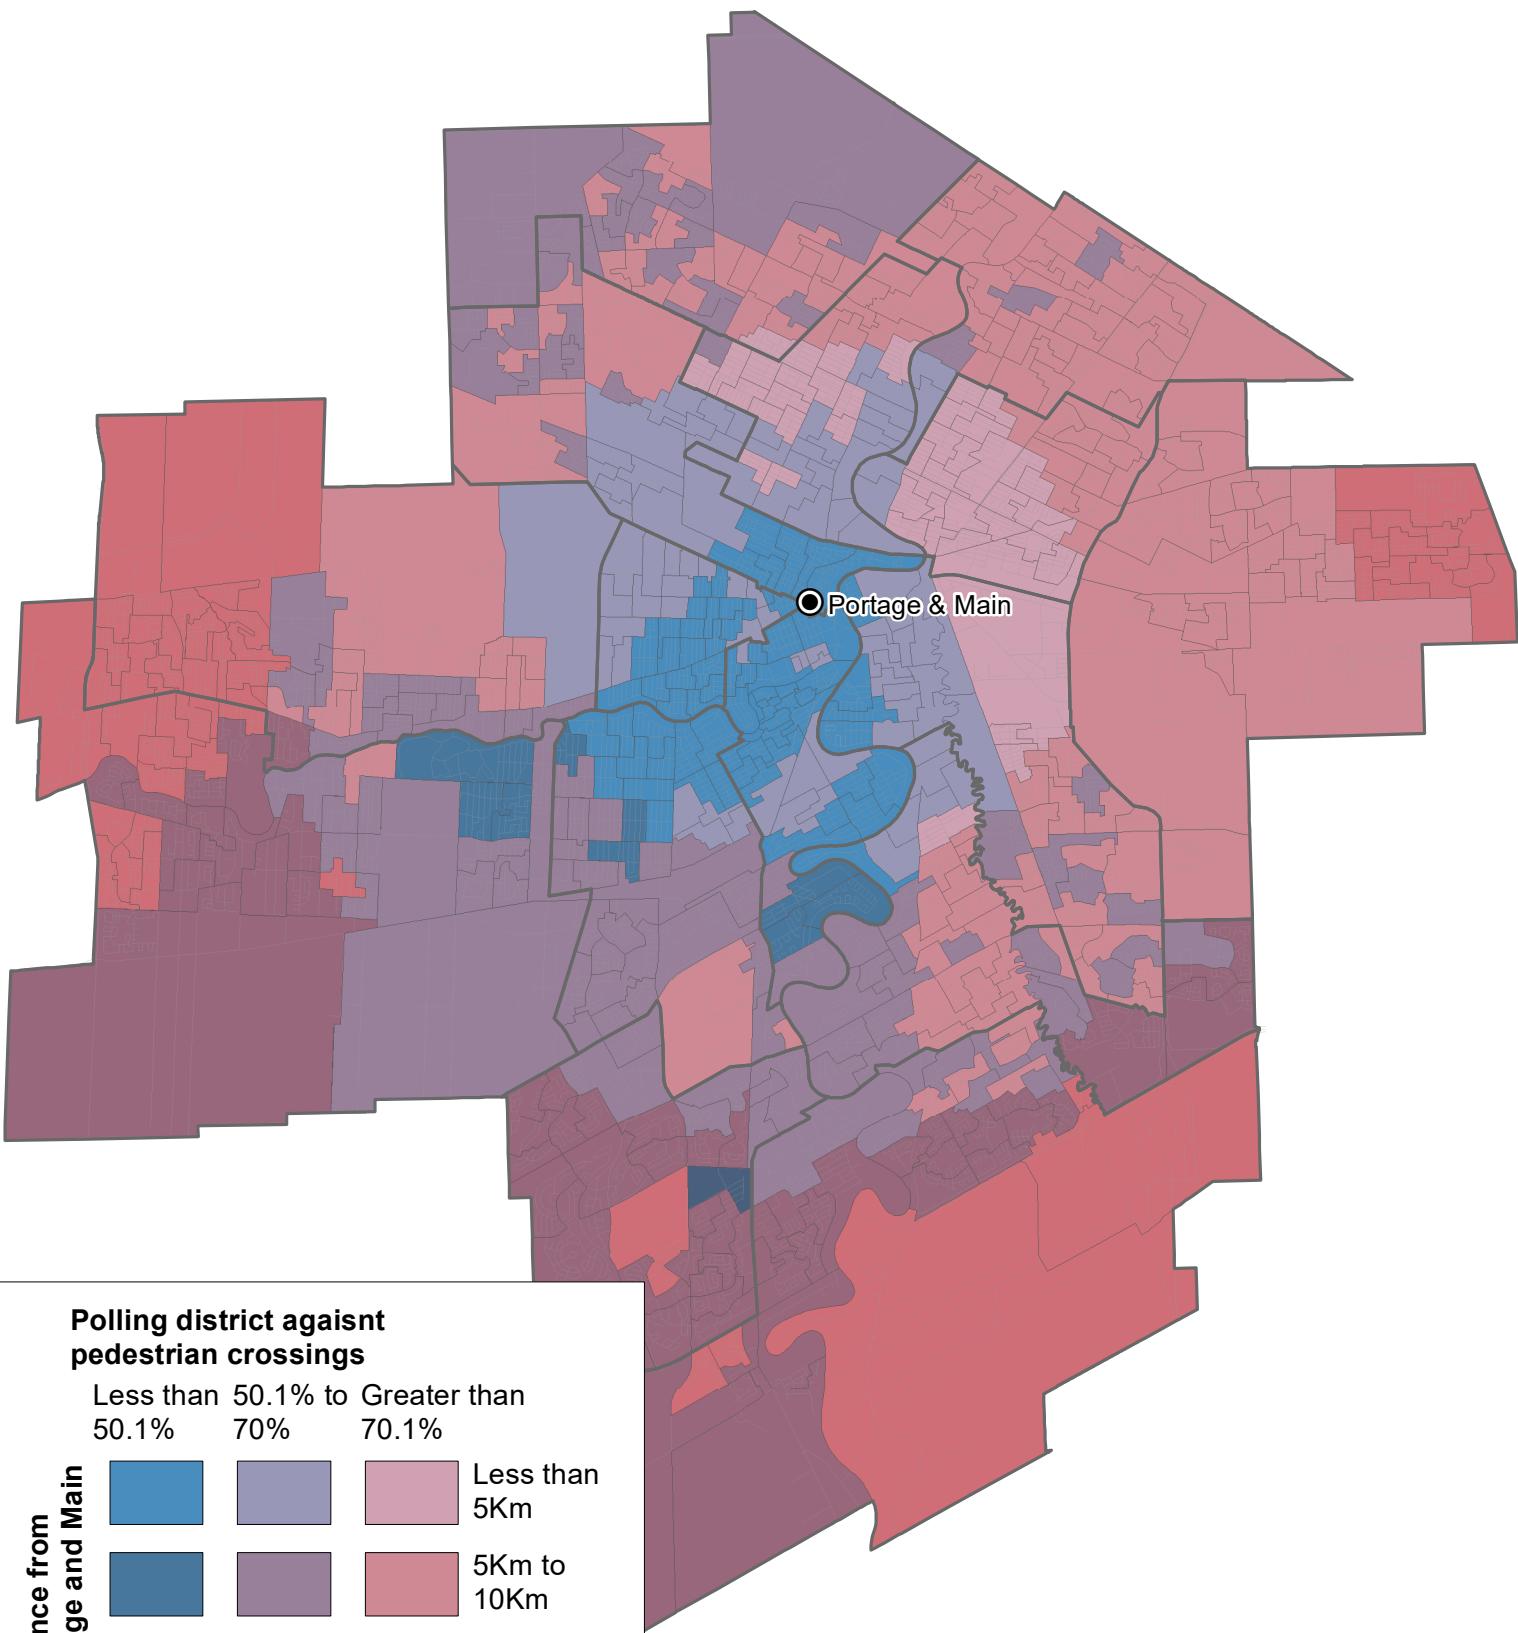 Portage & Main
Polling district agaisnt
pedestrian crossings
Less than 50.1% to Greater than
50.1% 70% 70.1%
Less than
5Km
5Km to
10Km
nce from
ge and Main